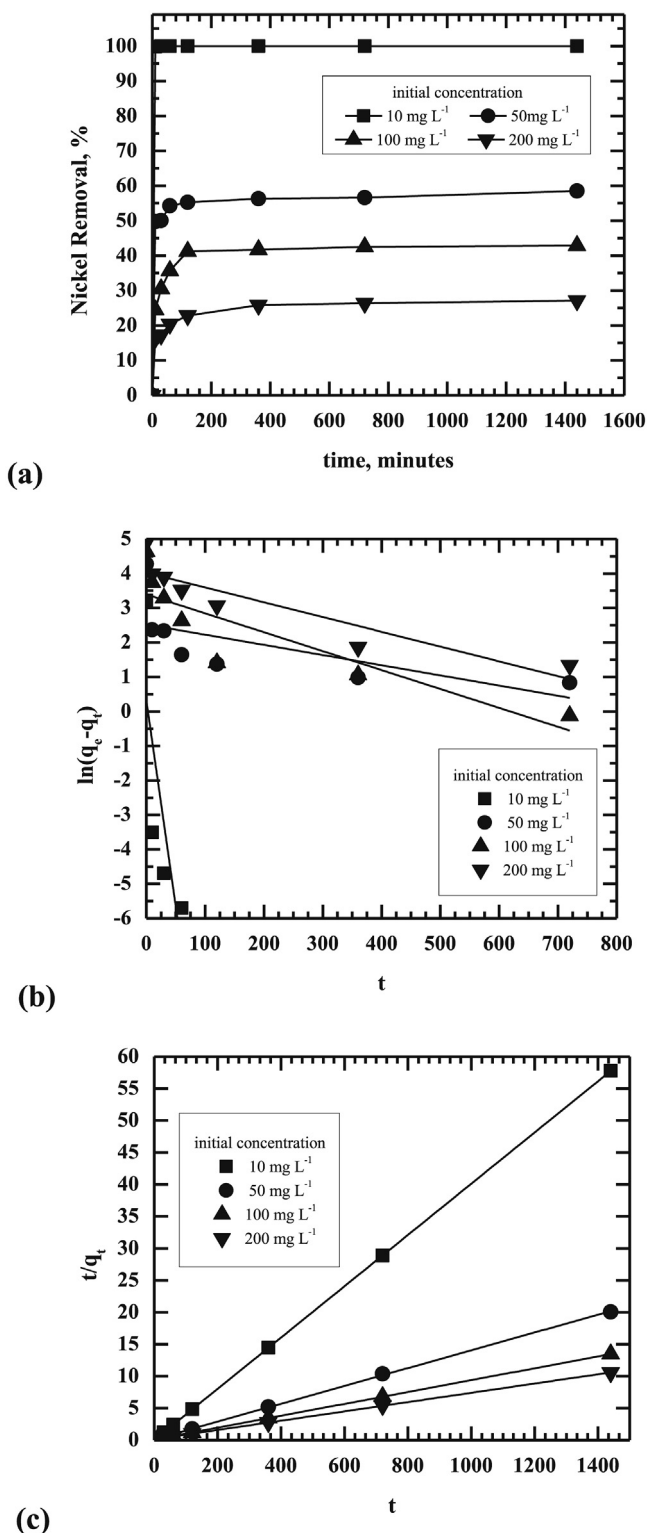 100
90
80
70
60
50
40
30
20
10
0
Nickel Removal, %
initial concentration
10 mg L⁻¹ 50mg L⁻¹
100 mg L⁻¹ 200 mg L⁻¹
0 200 400 600 800 1000 1200 1400 1600
time, minutes
(a)
5
4
3
2
1
0
-1
-2
-3
-4
-5
-6
ln(qₑ-qₜ)
initial concentration
10 mg L⁻¹
50 mg L⁻¹
100 mg L⁻¹
200 mg L⁻¹
0 100 200 300 400 500 600 700 800
t
(b)
60
55
50
45
40
35
30
25
20
15
10
5
0
t/qₜ
initial concentration
10 mg L⁻¹
50 mg L⁻¹
100 mg L⁻¹
200 mg L⁻¹
0 200 400 600 800 1000 1200 1400
t
(c)